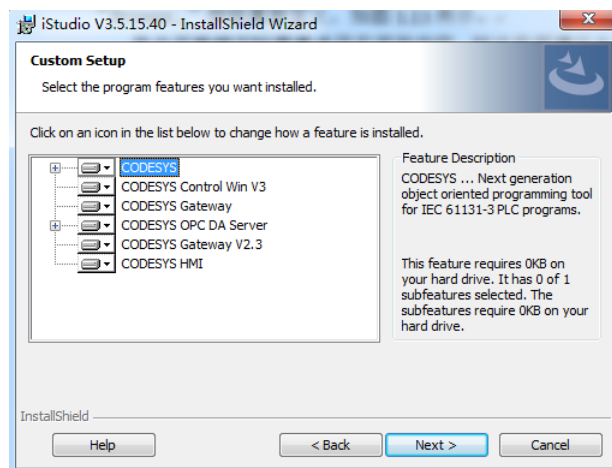 iStudio V3.5.15.40 - InstallShield Wizard
Custom Setup
Select the program features you want installed.
Click on an icon in the list below to change how a feature is installed.
CODESYS
CODESYS Control Win V3
CODESYS Gateway
CODESYS OPC DA Server
CODESYS Gateway V2.3
CODESYS HMI
Feature Description
CODESYS ... Next generation
object oriented programming tool
for IEC 61131-3 PLC programs.
This feature requires 0KB on
your hard drive. It has 0 of 1
subfeatures selected. The
subfeatures require 0KB on your
hard drive.
InstallShield
Help
< Back
Next >
Cancel